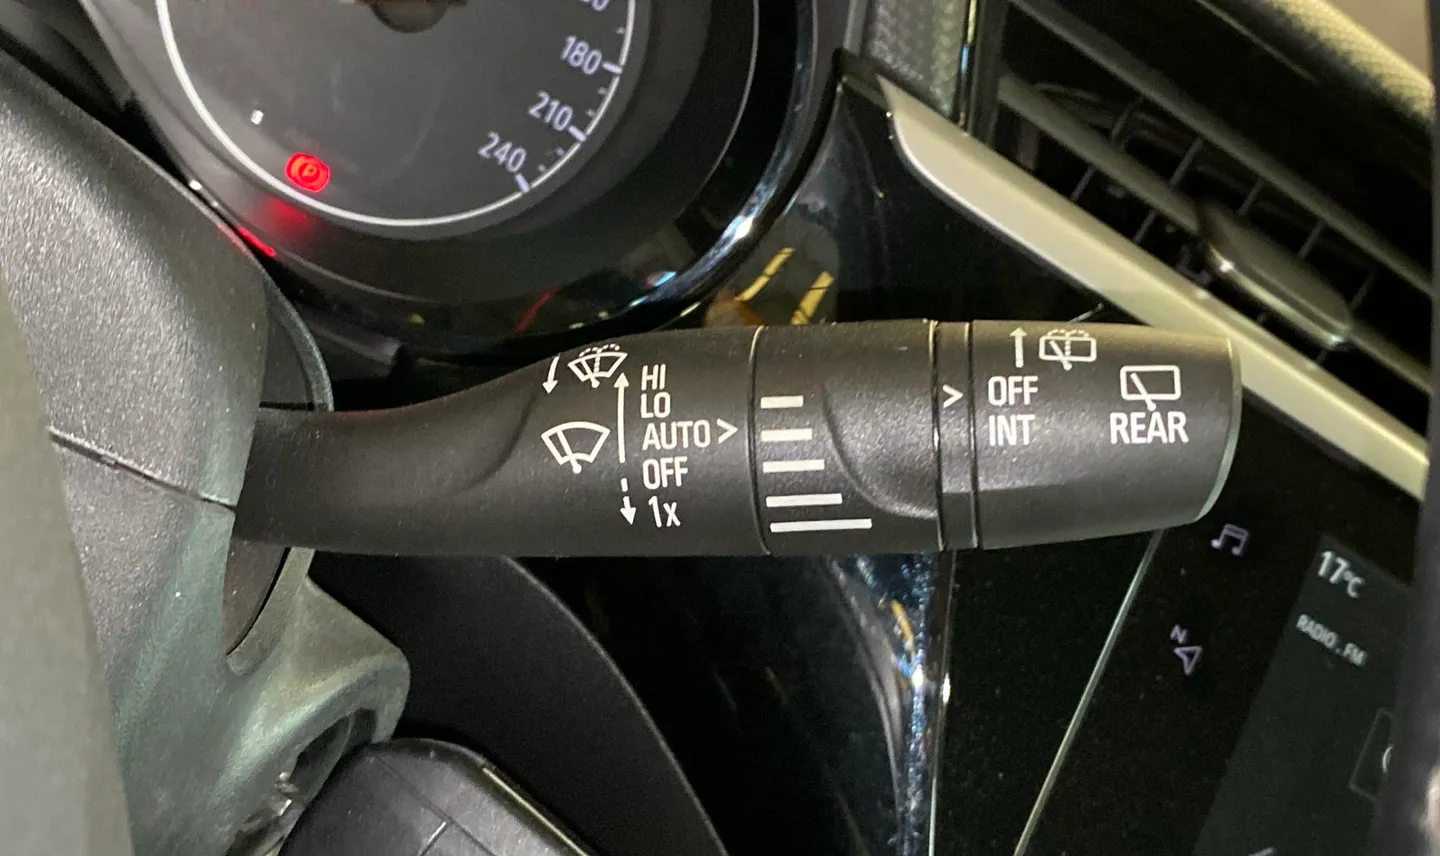 180
210
240
P
HI
LO
AUTO >
OFF
1x
> OFF
INT
REAR
N
17°C
RADIO . FM